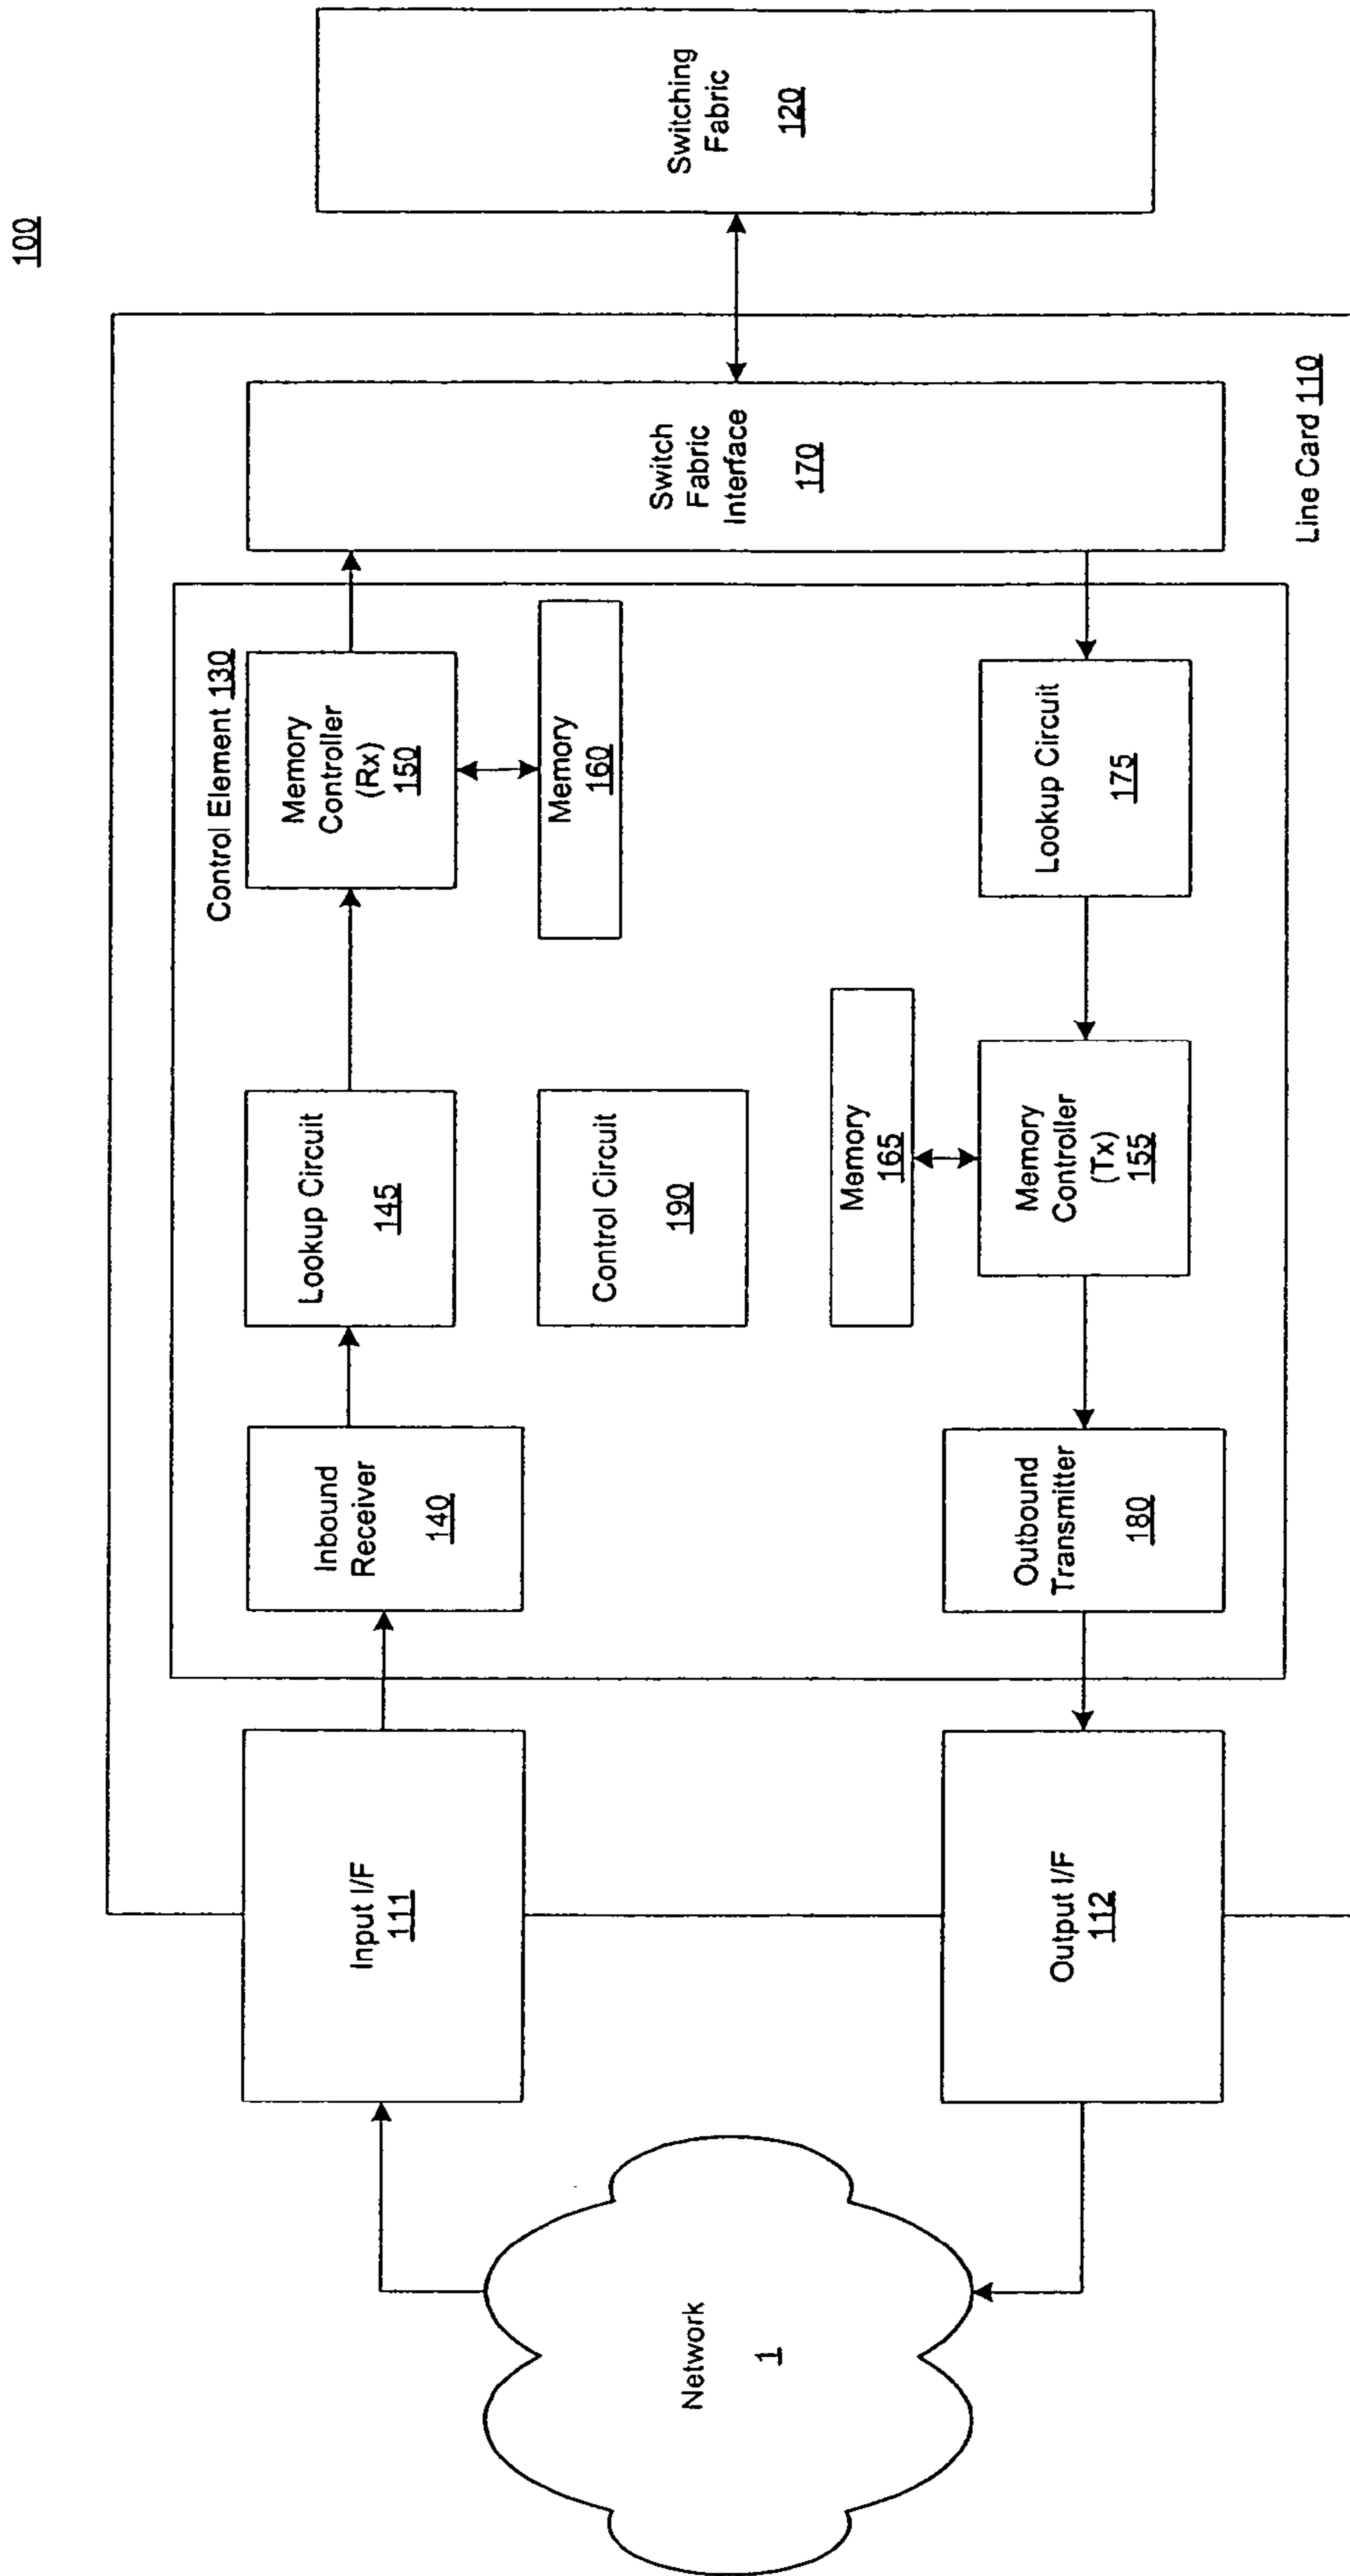 100
Network
1
Input I/F
111
Output I/F
112
Line Card 110
Control Element 130
Inbound
Receiver
140
Lookup Circuit
145
Memory
Controller
(Rx)
150
Memory
160
Control Circuit
190
Memory
165
Outbound
Transmitter
180
Memory
Controller
(Tx)
155
Lookup Circuit
175
Switch
Fabric
Interface
170
Switching
Fabric
120